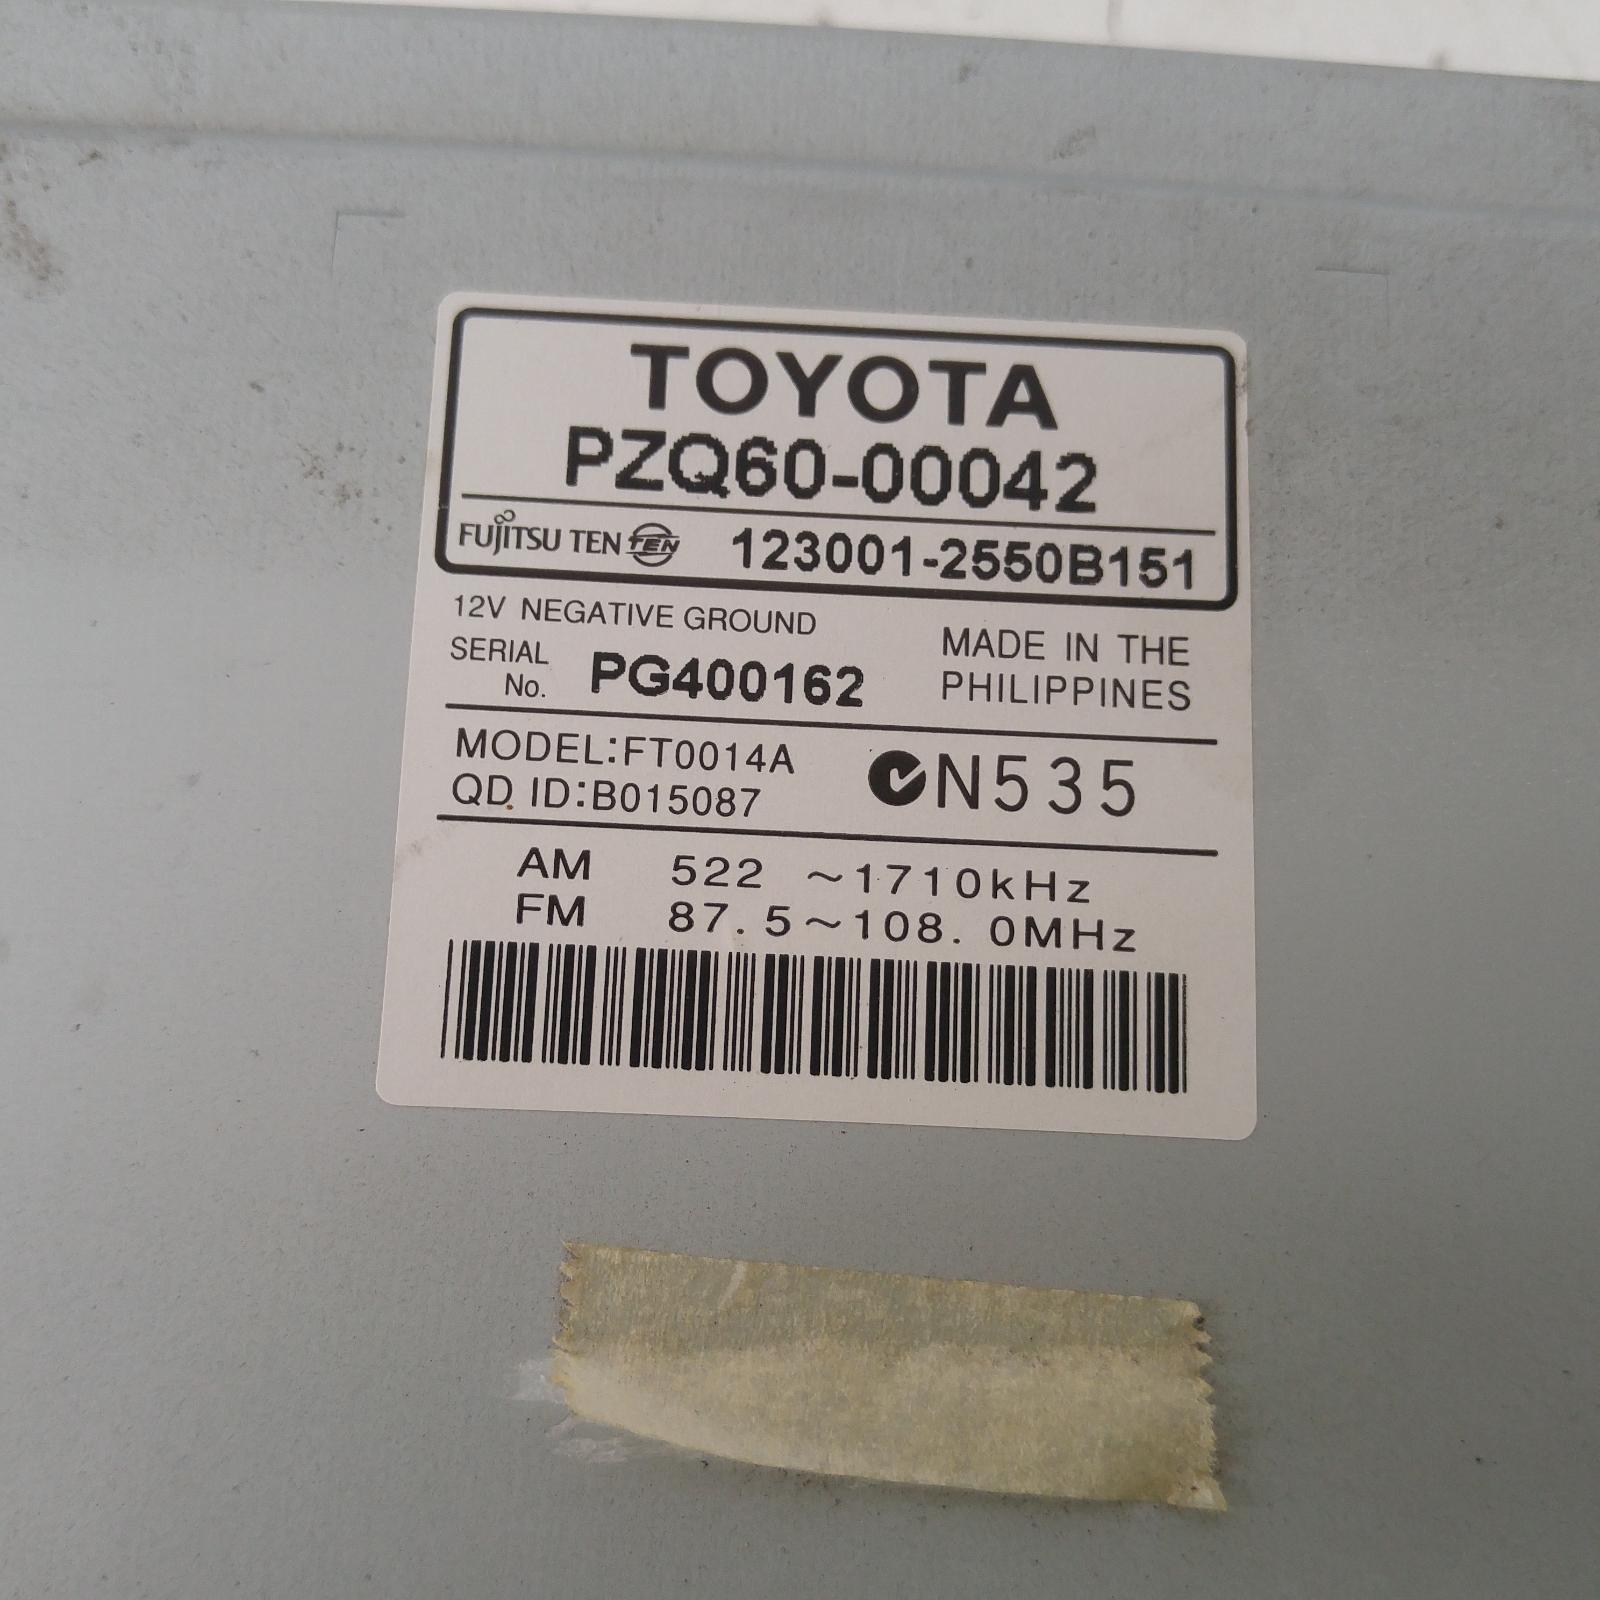 TOYOTA
PZQ60-00042
FUJITSU TEN TEN 123001-2550B151
12V NEGATIVE GROUND
SERIAL No. PG400162
MADE IN THE
PHILIPPINES
MODEL:FT0014A
QD ID:B015087
N535
AM 522 ~1710kHz
FM 87.5~108.0MHz